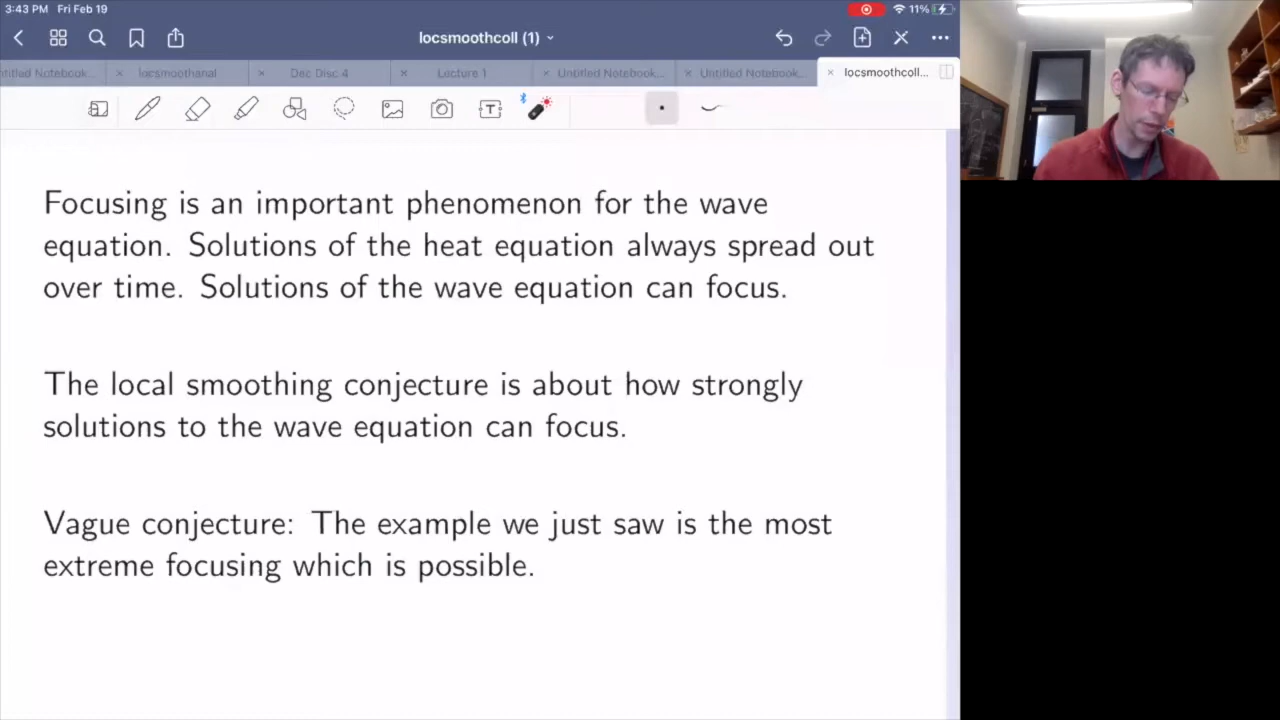 3:43 PM Fri Feb 19
11%
locsmoothcoll (1)
ntitled Notebook...
locsmoothanal
Dec Disc 4
Lecture 1
Untitled Notebook...
Untitled Notebook...
locsmoothcoll...
T
Focusing is an important phenomenon for the wave
equation. Solutions of the heat equation always spread out
over time. Solutions of the wave equation can focus.
The local smoothing conjecture is about how strongly
solutions to the wave equation can focus.
Vague conjecture: The example we just saw is the most
extreme focusing which is possible.